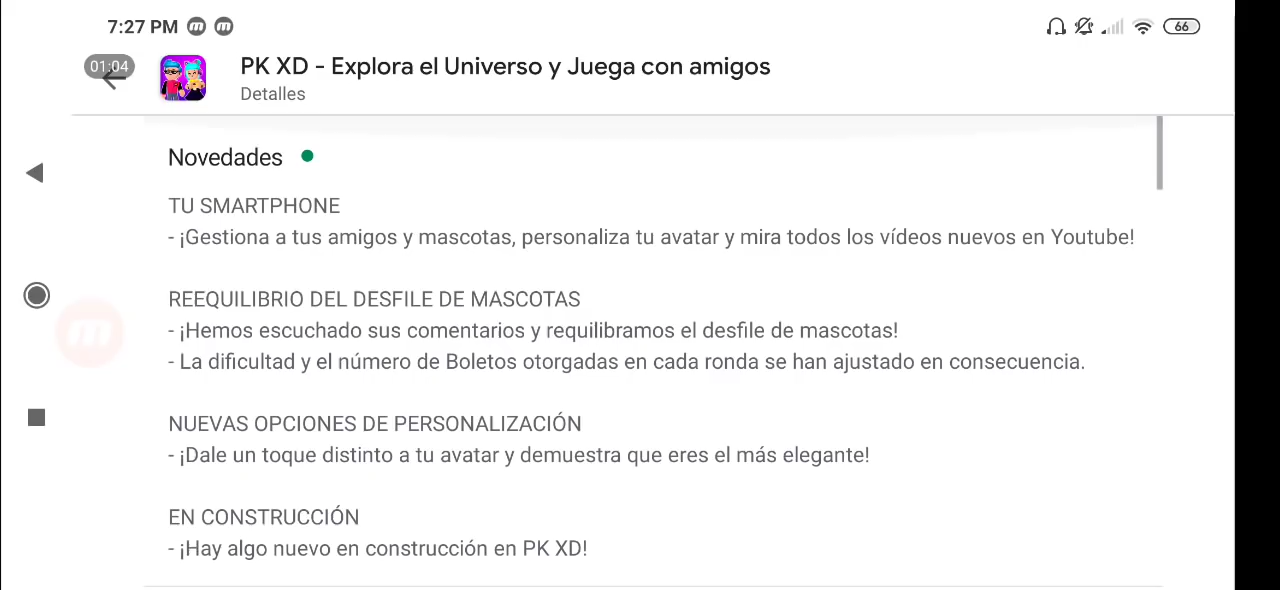 7:27 PM
66
01:04
PK XD - Explora el Universo y Juega con amigos
Detalles
Novedades
TU SMARTPHONE
- ¡Gestiona a tus amigos y mascotas, personaliza tu avatar y mira todos los vídeos nuevos en Youtube!
REEQUILIBRIO DEL DESFILE DE MASCOTAS
- ¡Hemos escuchado sus comentarios y requilibramos el desfile de mascotas!
- La dificultad y el número de Boletos otorgadas en cada ronda se han ajustado en consecuencia.
NUEVAS OPCIONES DE PERSONALIZACIÓN
- ¡Dale un toque distinto a tu avatar y demuestra que eres el más elegante!
EN CONSTRUCCIÓN
- ¡Hay algo nuevo en construcción en PK XD!